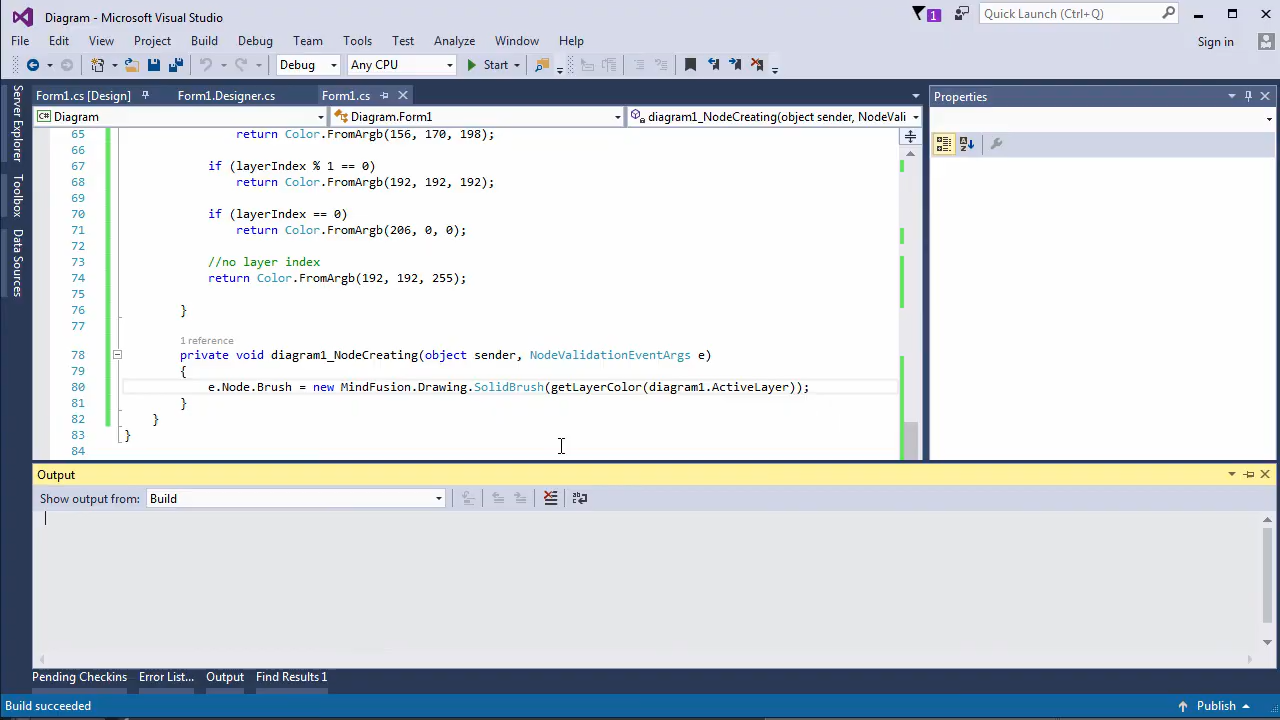 Diagram - Microsoft Visual Studio
1
Quick Launch (Ctrl+Q)
File Edit View Project Build Debug Team Tools Test Analyze Window Help
Sign in
Debug Any CPU Start
Form1.cs [Design] Form1.Designer.cs Form1.cs
Properties
Diagram Diagram.Form1 diagram1_NodeCreating(object sender, NodeVali
Server Explorer
Toolbox
Data Sources
65 return Color.FromArgb(156, 170, 198);
66
67 if (layerIndex % 1 == 0)
68 return Color.FromArgb(192, 192, 192);
69
70 if (layerIndex == 0)
71 return Color.FromArgb(206, 0, 0);
72
73 //no layer index
74 return Color.FromArgb(192, 192, 255);
75
76 }
77
1 reference
78 private void diagram1_NodeCreating(object sender, NodeValidationEventArgs e)
79 {
80 e.Node.Brush = new MindFusion.Drawing.SolidBrush(getLayerColor(diagram1.ActiveLayer));
81 }
82 }
83 }
84
Output
Show output from: Build
Pending Checkins Error List... Output Find Results 1
Build succeeded
Publish